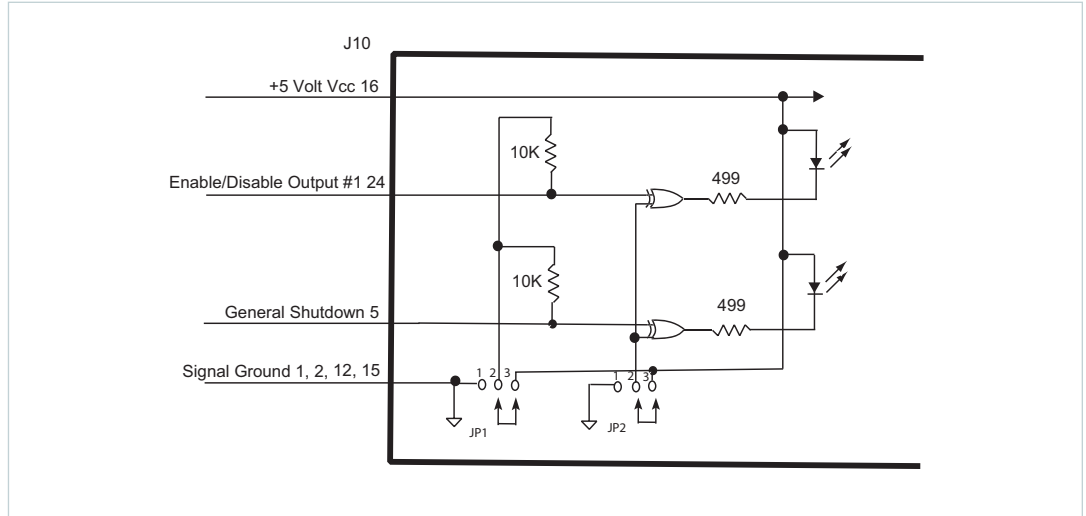 J10
+5 Volt Vcc 16
10K
499
Enable/Disable Output #1 24
10K
499
General Shutdown 5
Signal Ground 1, 2, 12, 15
1 2 3
1 2 3
JP1
JP2